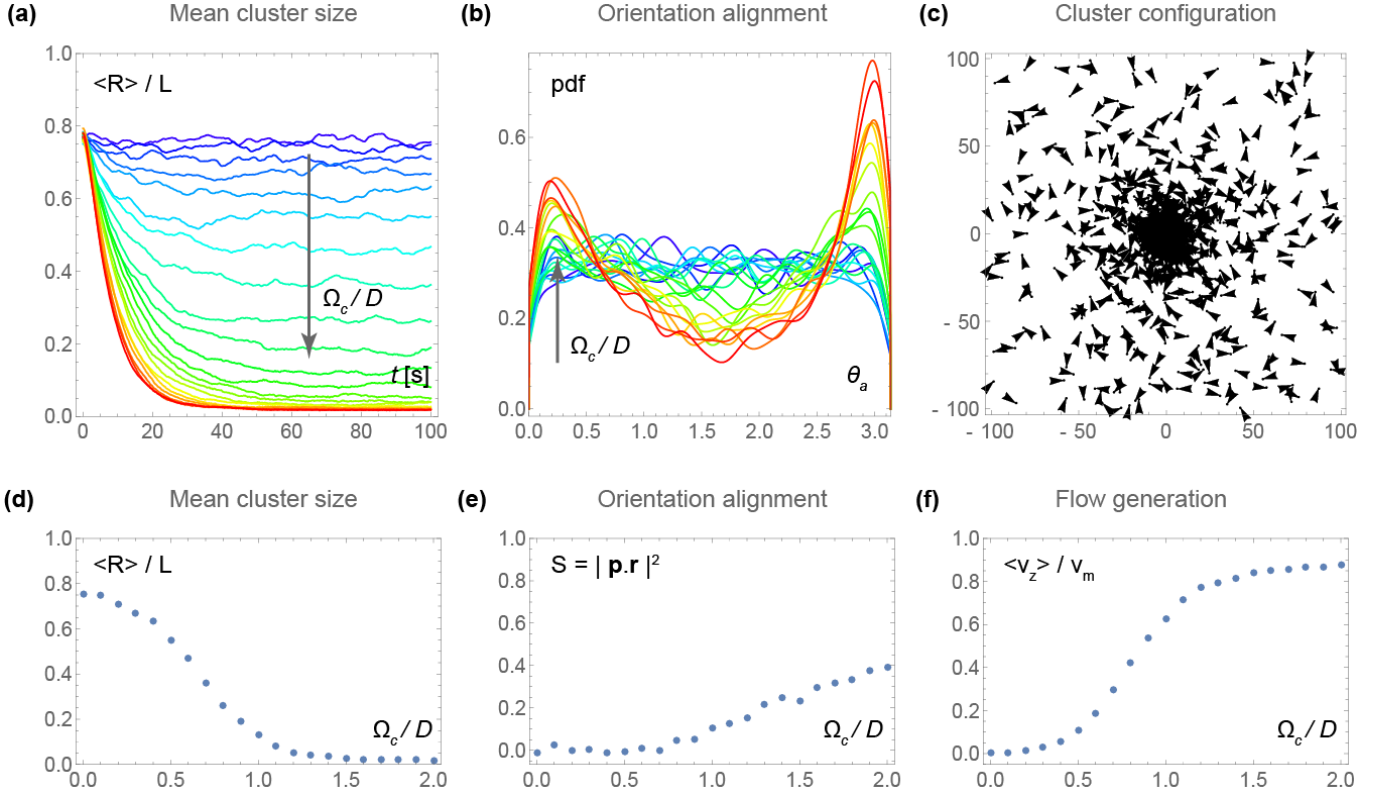 (a) Mean cluster size
1.0
0.8
0.6
0.4
0.2
0.0
<R> / L
Ω_c / D
t [s]
0 20 40 60 80 100
(b) Orientation alignment
0.6
0.4
0.2
0.0
pdf
Ω_c / D
θ_a
0.0 0.5 1.0 1.5 2.0 2.5 3.0
(c) Cluster configuration
100
50
0
- 50
- 100
- 100 - 50 0 50 100
(d) Mean cluster size
1.0
0.8
0.6
0.4
0.2
0.0
<R> / L
Ω_c / D
0.0 0.5 1.0 1.5 2.0
(e) Orientation alignment
1.0
0.8
0.6
0.4
0.2
0.0
S = | p.r |²
Ω_c / D
0.0 0.5 1.0 1.5 2.0
(f) Flow generation
1.0
0.8
0.6
0.4
0.2
0.0
<v_z> / v_m
Ω_c / D
0.0 0.5 1.0 1.5 2.0